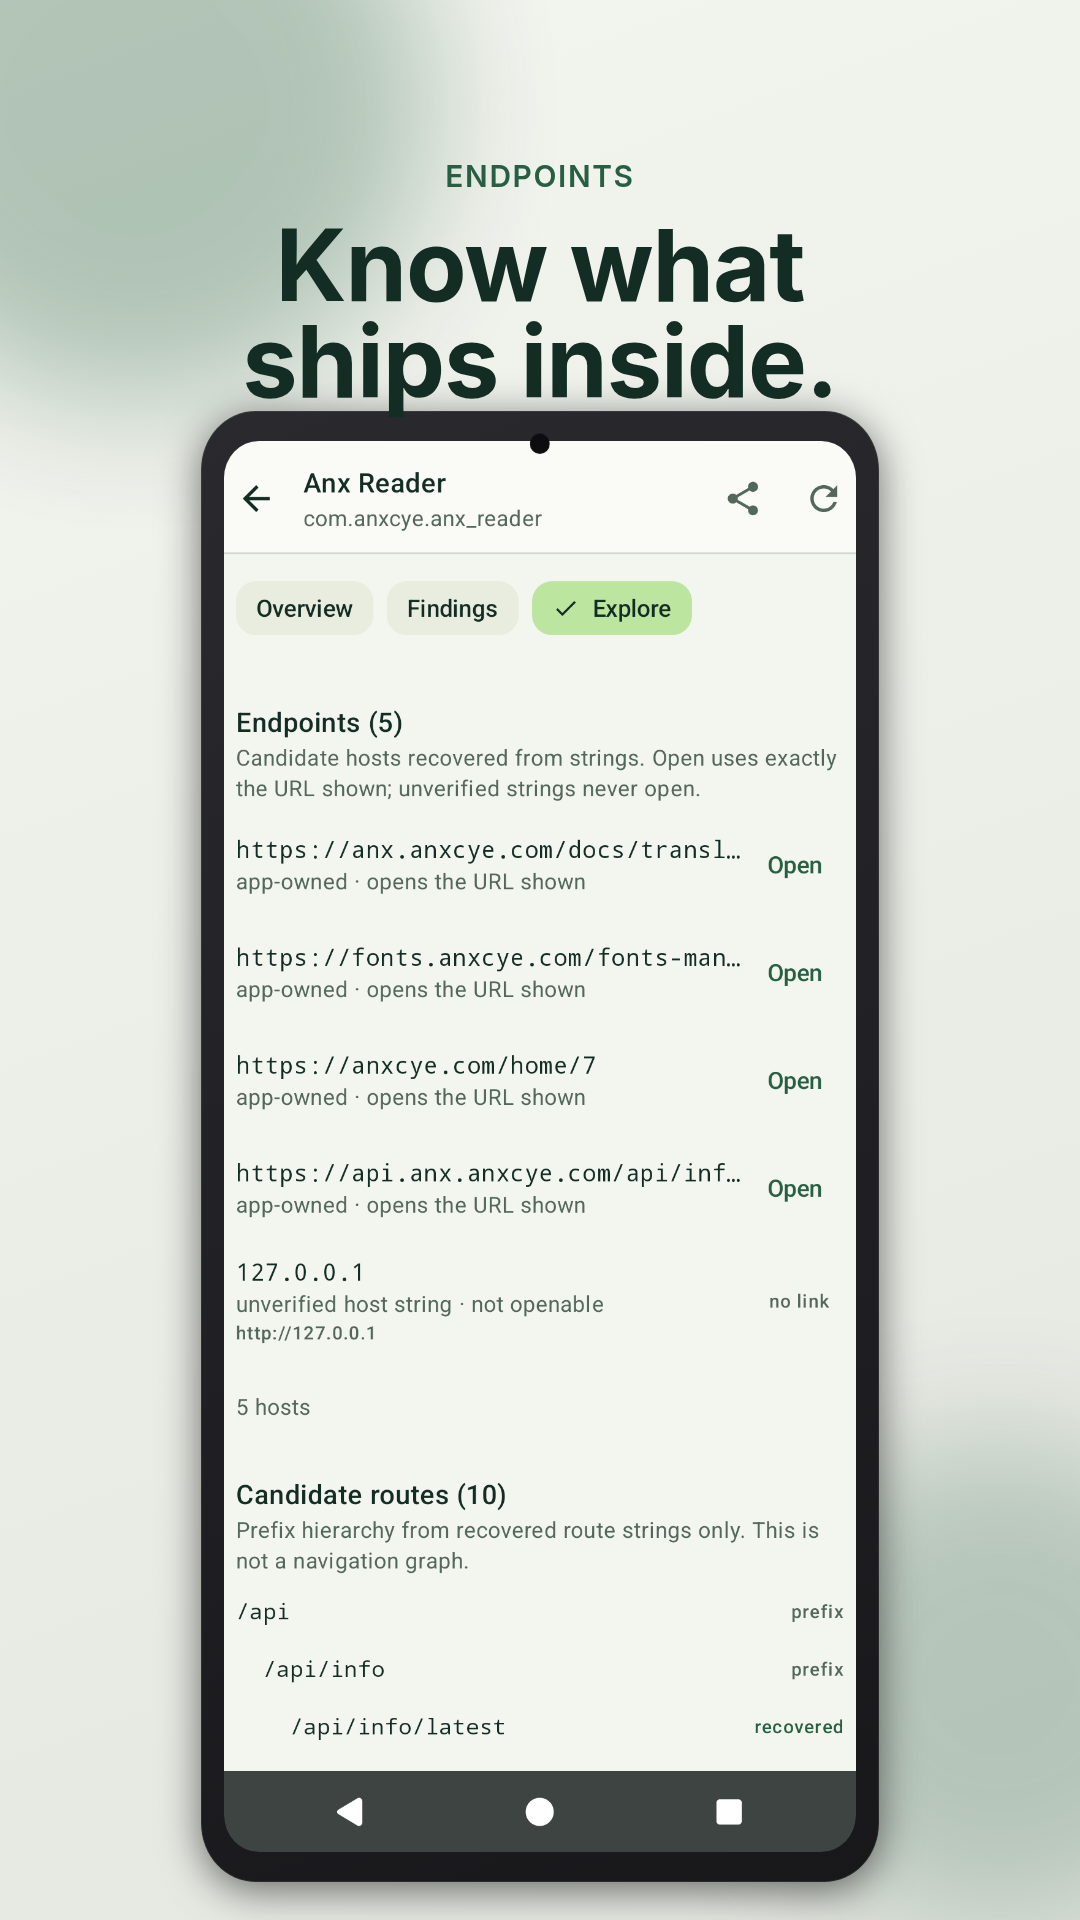 ENDPOINTS
Know what
ships inside.
Anx Reader
com.anxcye.anx_reader
Overview
Findings
Explore
Endpoints (5)
Candidate hosts recovered from strings. Open uses exactly
the URL shown; unverified strings never open.
https://anx.anxcye.com/docs/transl…
Open
app-owned · opens the URL shown
https://fonts.anxcye.com/fonts-man…
Open
app-owned · opens the URL shown
https://anxcye.com/home/7
Open
app-owned · opens the URL shown
https://api.anx.anxcye.com/api/inf…
Open
app-owned · opens the URL shown
127.0.0.1
unverified host string · not openable
no link
http://127.0.0.1
5 hosts
Candidate routes (10)
Prefix hierarchy from recovered route strings only. This is
not a navigation graph.
/api
prefix
/api/info
prefix
/api/info/latest
recovered